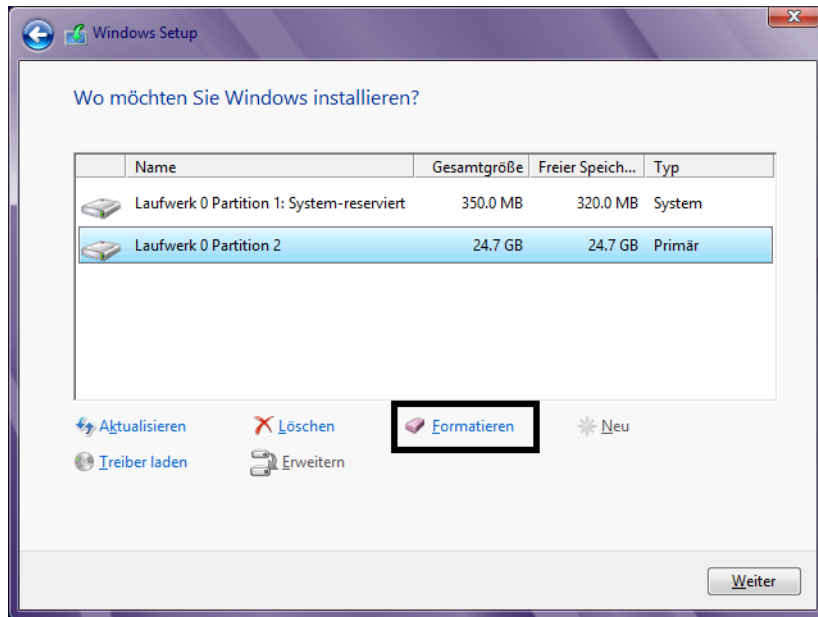 Windows Setup
Wo möchten Sie Windows installieren?
Name Gesamtgröße Freier Speich... Typ
Laufwerk 0 Partition 1: System-reserviert 350.0 MB 320.0 MB System
Laufwerk 0 Partition 2 24.7 GB 24.7 GB Primär
Aktualisieren Löschen Formatieren Neu
Treiber laden Erweitern
Weiter